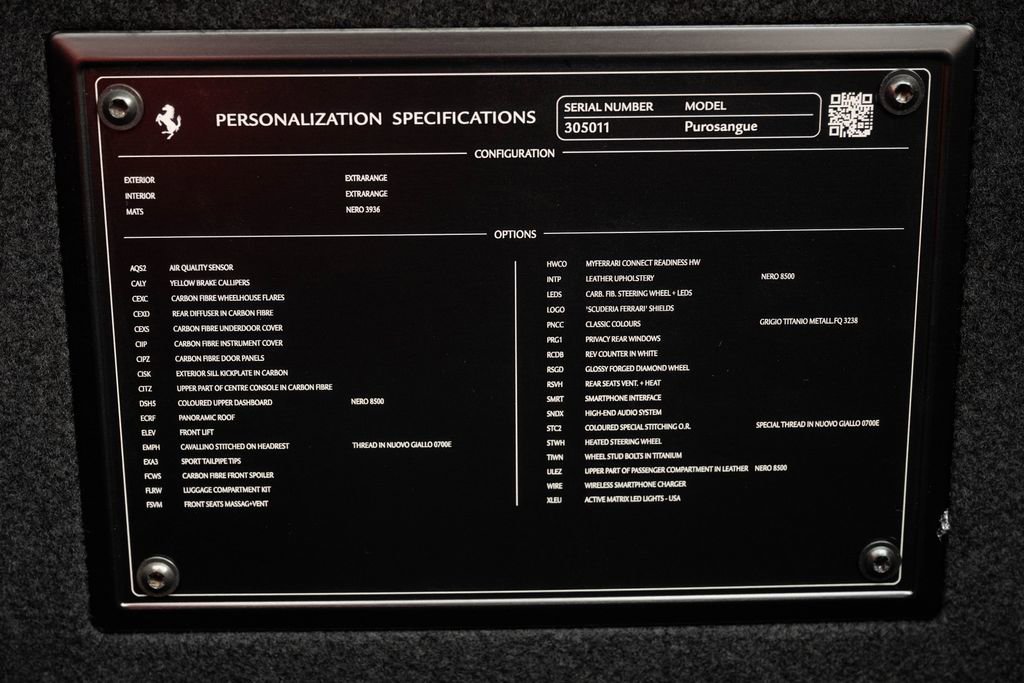 PERSONALIZATION SPECIFICATIONS
SERIAL NUMBER MODEL
305011 Purosangue
CONFIGURATION
EXTERIOR EXTRARANGE
INTERIOR EXTRARANGE
MATS NERO 3936
OPTIONS
AQS2 AIR QUALITY SENSOR
CALY YELLOW BRAKE CALLIPERS
CEXC CARBON FIBRE WHEELHOUSE FLARES
CEXD REAR DIFFUSER IN CARBON FIBRE
CEXS CARBON FIBRE UNDERDOOR COVER
CIIP CARBON FIBRE INSTRUMENT COVER
CIPZ CARBON FIBRE DOOR PANELS
CISK EXTERIOR SILL KICKPLATE IN CARBON
CITZ UPPER PART OF CENTRE CONSOLE IN CARBON FIBRE
DSH5 COLOURED UPPER DASHBOARD NERO 8500
ECRF PANORAMIC ROOF
ELEV FRONT LIFT
EMPH CAVALLINO STITCHED ON HEADREST THREAD IN NUOVO GIALLO 0700E
EXA3 SPORT TAILPIPE TIPS
FCWS CARBON FIBRE FRONT SPOILER
FLRW LUGGAGE COMPARTMENT KIT
FSVM FRONT SEATS MASSAG+VENT
HWCO MYFERRARI CONNECT READINESS HW
INTP LEATHER UPHOLSTERY NERO 8500
LEDS CARB. FIB. STEERING WHEEL + LEDS
LOGO 'SCUDERIA FERRARI' SHIELDS
PNCC CLASSIC COLOURS GRIGIO TITANIO METALL.FQ 3238
PRG1 PRIVACY REAR WINDOWS
RCDB REV COUNTER IN WHITE
RSGD GLOSSY FORGED DIAMOND WHEEL
RSVH REAR SEATS VENT. + HEAT
SMRT SMARTPHONE INTERFACE
SNDX HIGH-END AUDIO SYSTEM
STC2 COLOURED SPECIAL STITCHING O.R. SPECIAL THREAD IN NUOVO GIALLO 0700E
STWH HEATED STEERING WHEEL
TIWN WHEEL STUD BOLTS IN TITANIUM
ULEZ UPPER PART OF PASSENGER COMPARTMENT IN LEATHER NERO 8500
WIRE WIRELESS SMARTPHONE CHARGER
XLEU ACTIVE MATRIX LED LIGHTS - USA